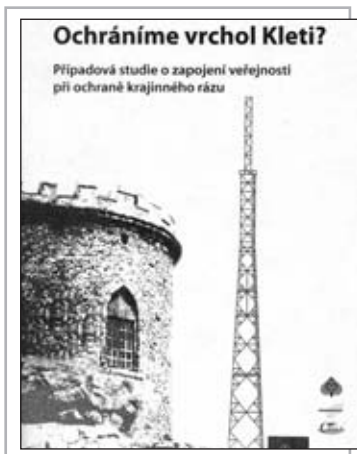 Ochráníme vrchol Kleti?
Případová studie o zapojení veřejnosti
při ochraně krajinného rázu